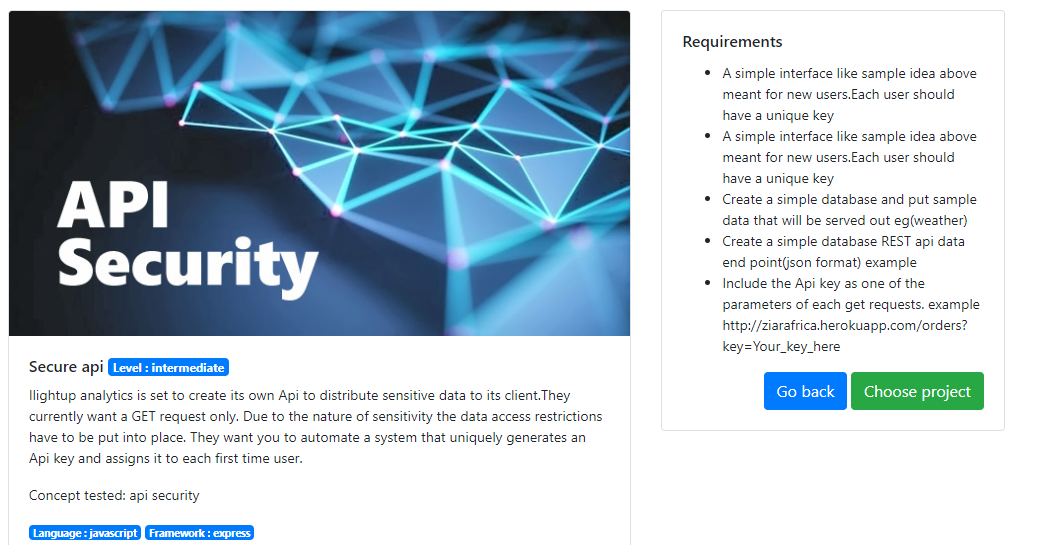 API
Security
Secure api Level : intermediate
Ilightup analytics is set to create its own Api to distribute sensitive data to its client.They
currently want a GET request only. Due to the nature of sensitivity the data access restrictions
have to be put into place. They want you to automate a system that uniquely generates an
Api key and assigns it to each first time user.
Concept tested: api security
Language : javascript Framework : express
Requirements
A simple interface like sample idea above
meant for new users.Each user should
have a unique key
A simple interface like sample idea above
meant for new users.Each user should
have a unique key
Create a simple database and put sample
data that will be served out eg(weather)
Create a simple database REST api data
end point(json format) example
Include the Api key as one of the
parameters of each get requests. example
http://ziarafrica.herokuapp.com/orders?
key=Your_key_here
Go back Choose project